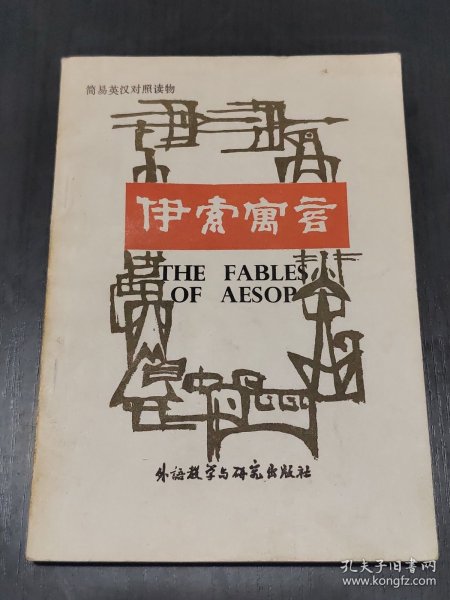 简易英汉对照读物
伊索寓言
THE FABLES
OF AESOP
外语教学与研究出版社
孔夫子旧书网
www.kongfz.com